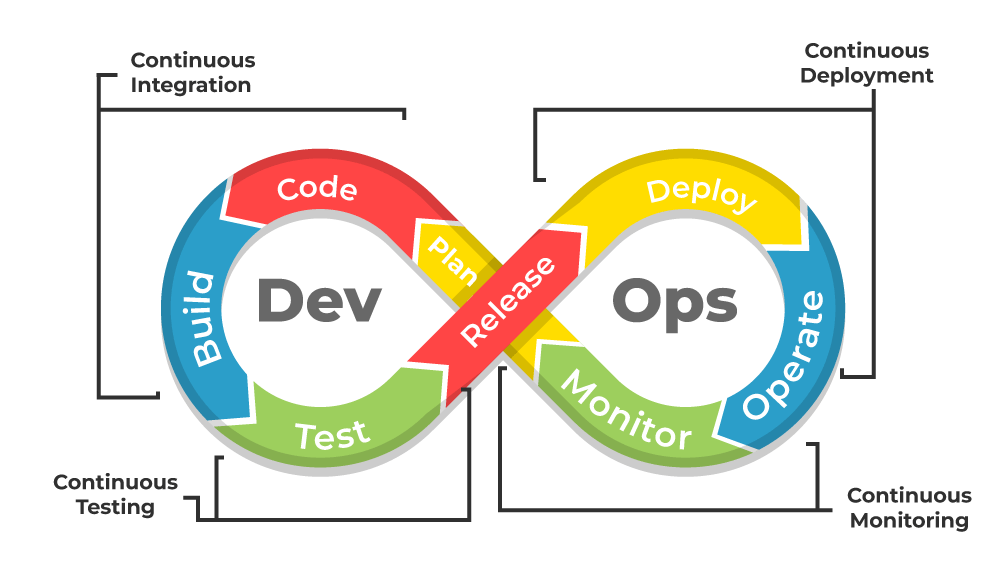 Continuous
Integration
Continuous
Deployment
Code
Deploy
Plan
Release
Build
Dev
Ops
Operate
Test
Monitor
Continuous
Testing
Continuous
Monitoring